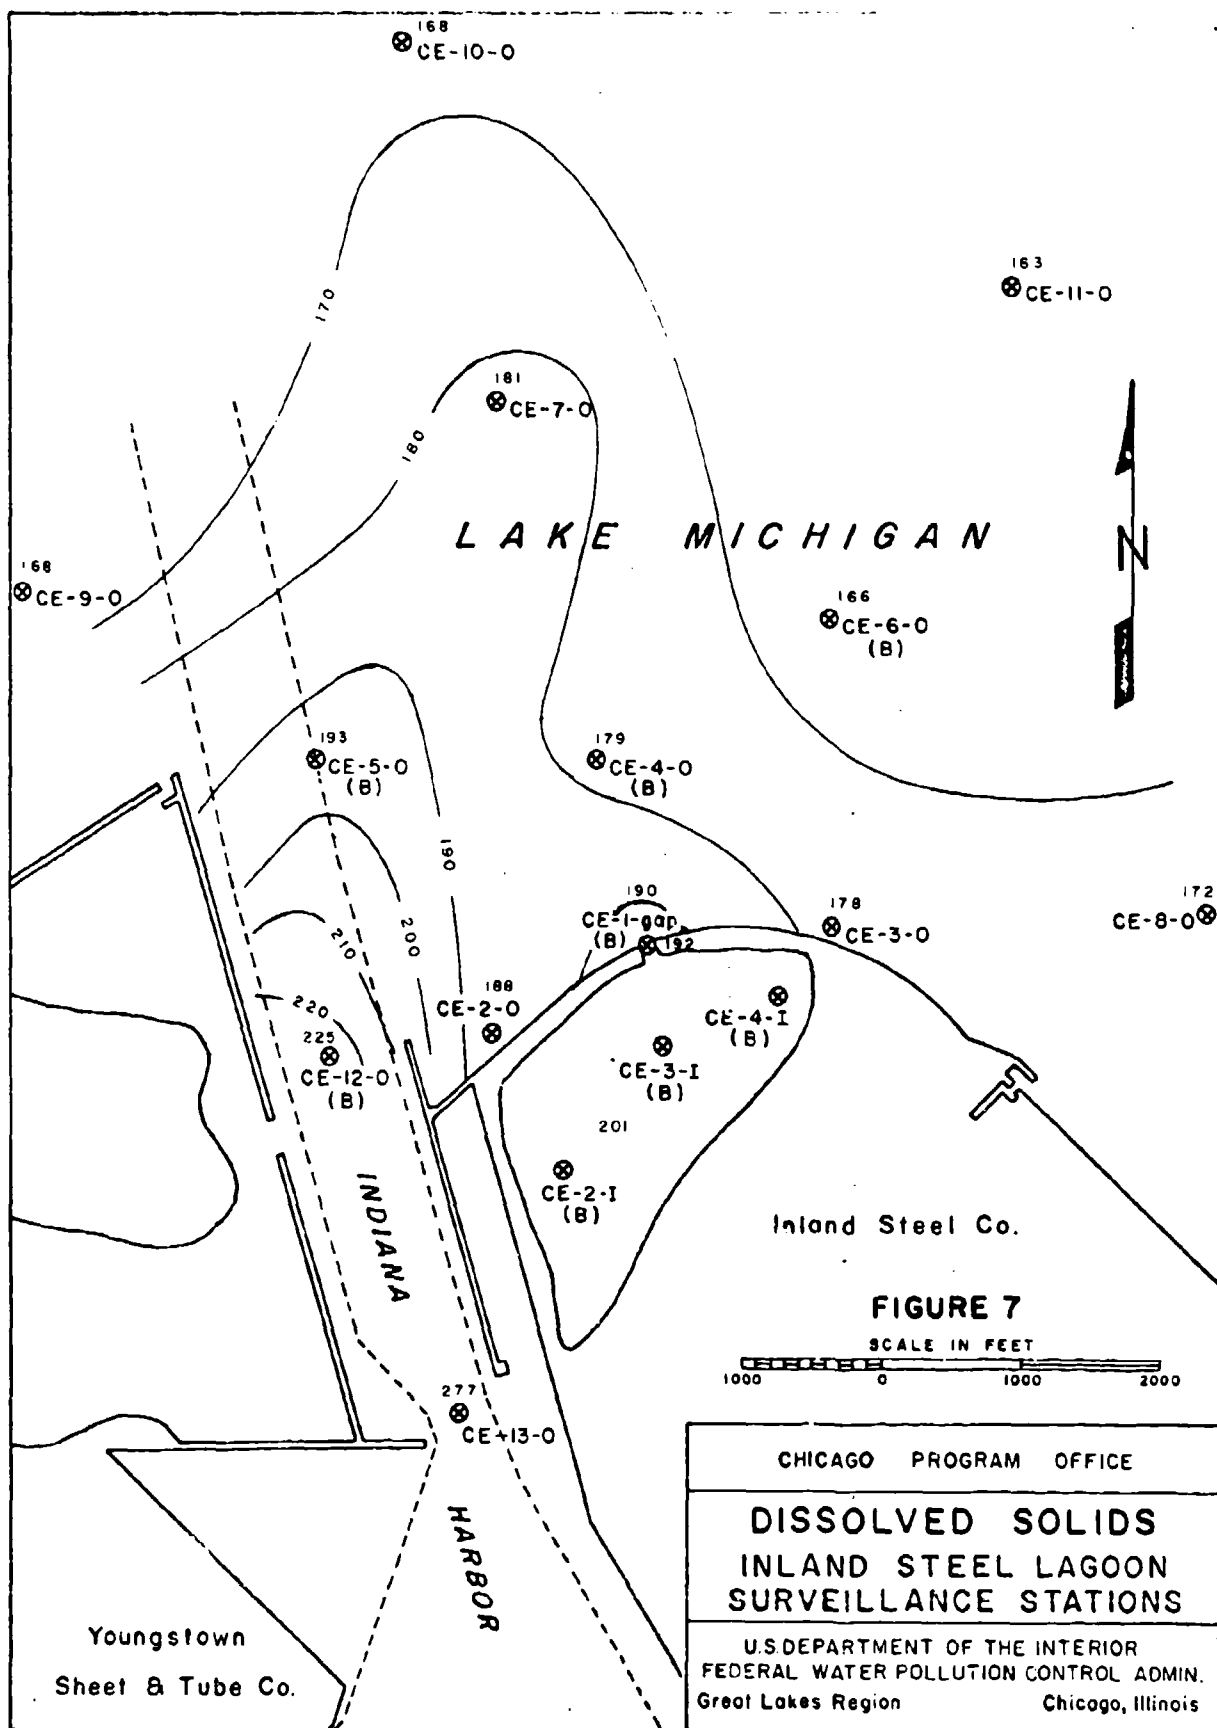 168
CE-10-0
163
CE-11-0
170
181
CE-7-0
180
LAKE MICHIGAN
N
168
CE-9-0
166
CE-6-0
(B)
193
CE-5-0
(B)
179
CE-4-0
(B)
190
190
CE-1-gap
(B)
192
178
CE-3-0
172
CE-8-0
200
210
220
188
CE-2-0
225
CE-12-0
(B)
CE-4-I
(B)
CE-3-I
(B)
201
CE-2-I
(B)
INDIANA
HARBOR
277
CE-13-0
Inland Steel Co.
FIGURE 7
SCALE IN FEET
1000 0 1000 2000
Youngstown
Sheet & Tube Co.
CHICAGO PROGRAM OFFICE
DISSOLVED SOLIDS
INLAND STEEL LAGOON
SURVEILLANCE STATIONS
U.S. DEPARTMENT OF THE INTERIOR
FEDERAL WATER POLLUTION CONTROL ADMIN.
Great Lakes Region Chicago, Illinois